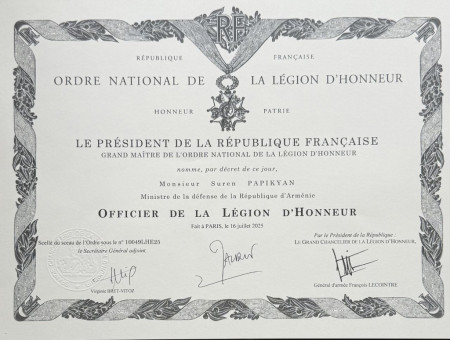 RF
RÉPUBLIQUE FRANÇAISE
ORDRE NATIONAL DE LA LÉGION D'HONNEUR
HONNEUR PATRIE
LE PRÉSIDENT DE LA RÉPUBLIQUE FRANÇAISE
GRAND MAÎTRE DE L'ORDRE NATIONAL DE LA LÉGION D'HONNEUR
nomme, par décret de ce jour,
Monsieur Suren PAPIKYAN
Ministre de la défense de la République d'Arménie
OFFICIER DE LA LÉGION D'HONNEUR
Fait à PARIS, le 16 juillet 2025
Scellé du sceau de l'Ordre sous le n°
le Secrétaire Général adjoint,
Par le Président de la République :
LE GRAND CHANCELIER DE LA LÉGION D'HONNEUR,
Virginie
Général d'armée François LECOINTRE